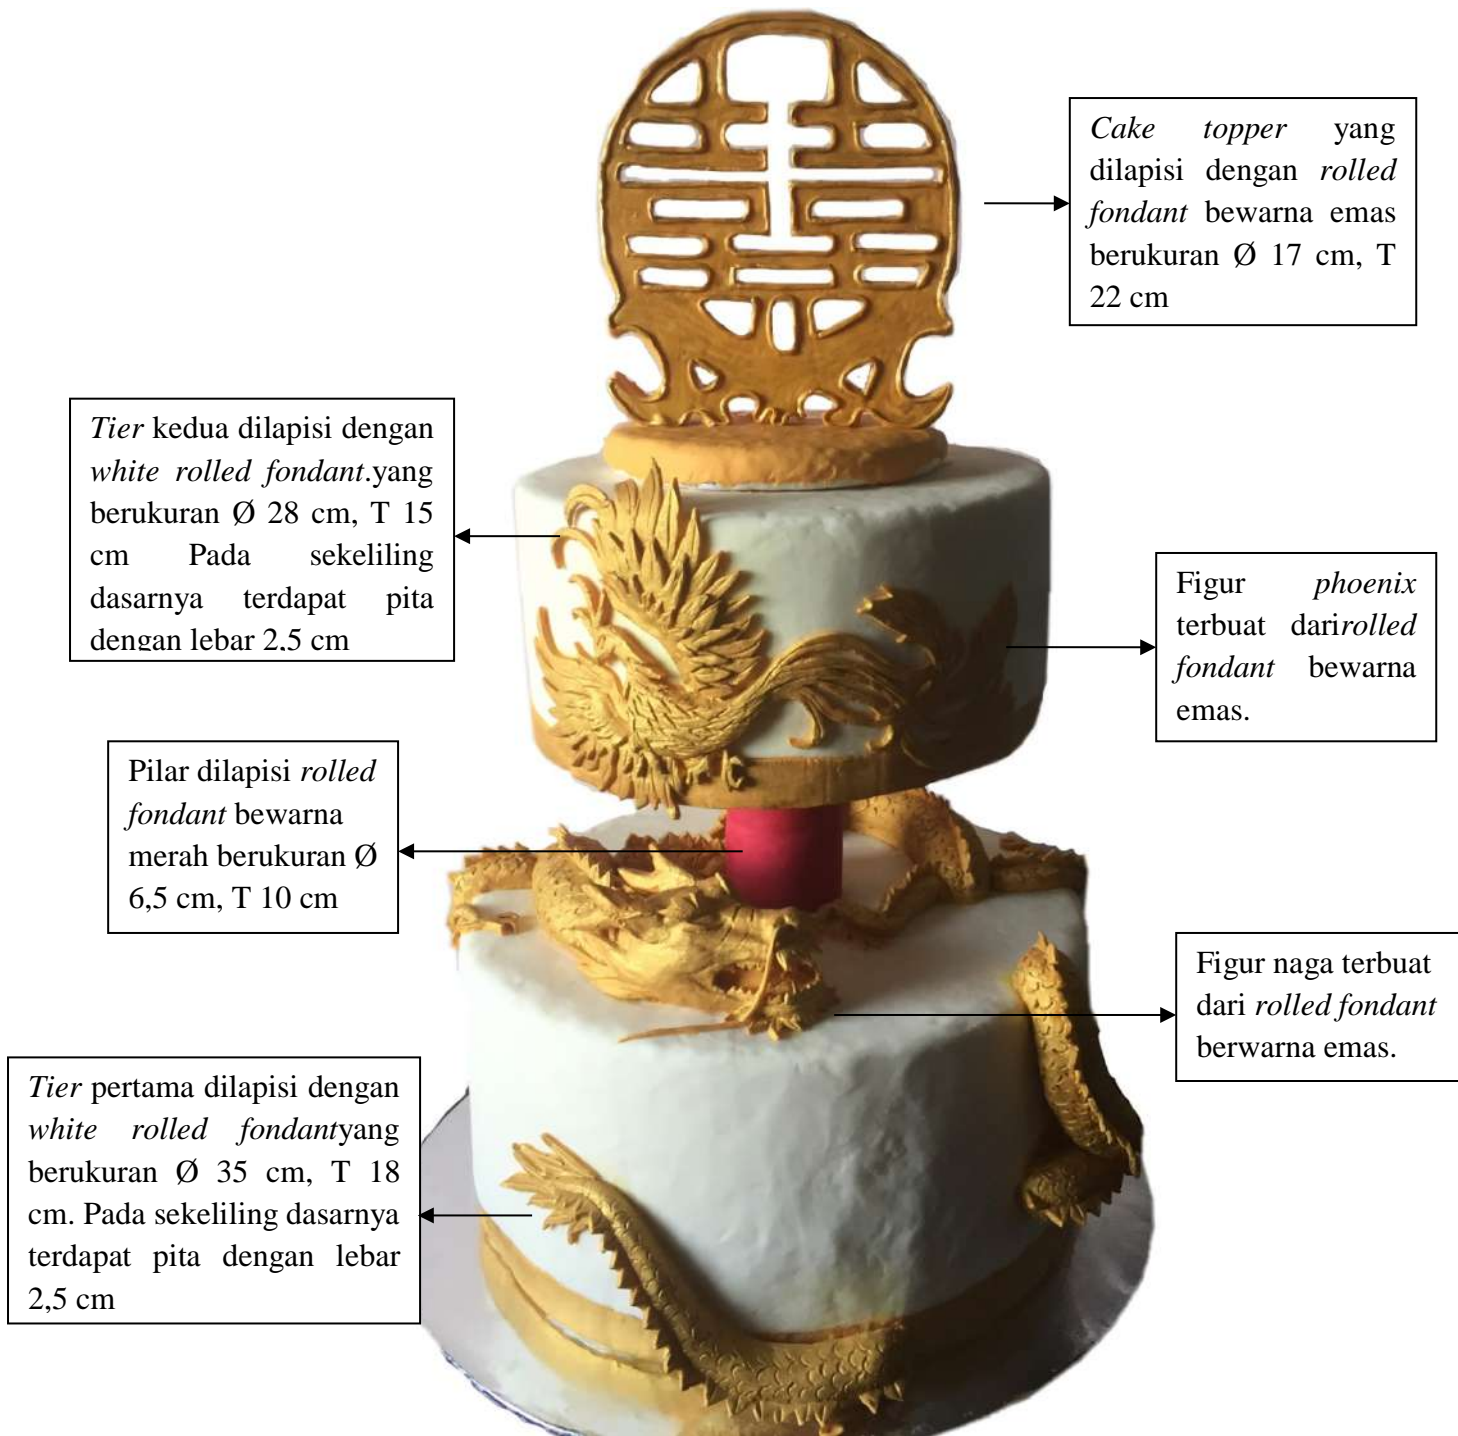 Cake topper yang
dilapisi dengan rolled
fondant bewarna emas
berukuran Ø 17 cm, T
22 cm
Tier kedua dilapisi dengan
white rolled fondant.yang
berukuran Ø 28 cm, T 15
cm Pada sekeliling
dasarnya terdapat pita
dengan lebar 2,5 cm
Figur phoenix
terbuat darirolled
fondant bewarna
emas.
Pilar dilapisi rolled
fondant bewarna
merah berukuran Ø
6,5 cm, T 10 cm
Figur naga terbuat
dari rolled fondant
berwarna emas.
Tier pertama dilapisi dengan
white rolled fondantyang
berukuran Ø 35 cm, T 18
cm. Pada sekeliling dasarnya
terdapat pita dengan lebar
2,5 cm